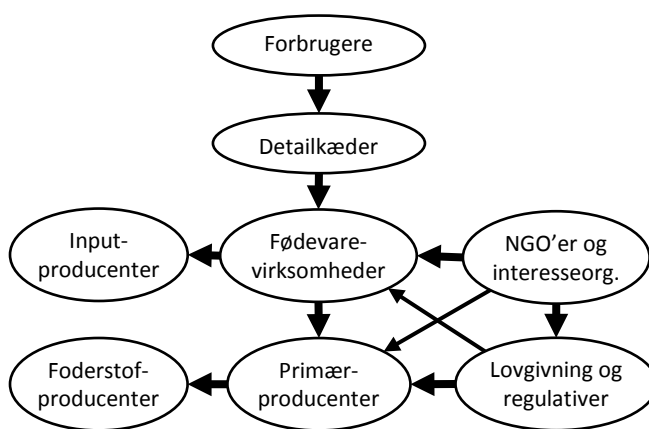 Forbrugere
Detailkæder
Input-
producenter
Fødevare-
virksomheder
NGO’er og
interesseorg.
Foderstof-
producenter
Primær-
producenter
Lovgivning og
regulativer